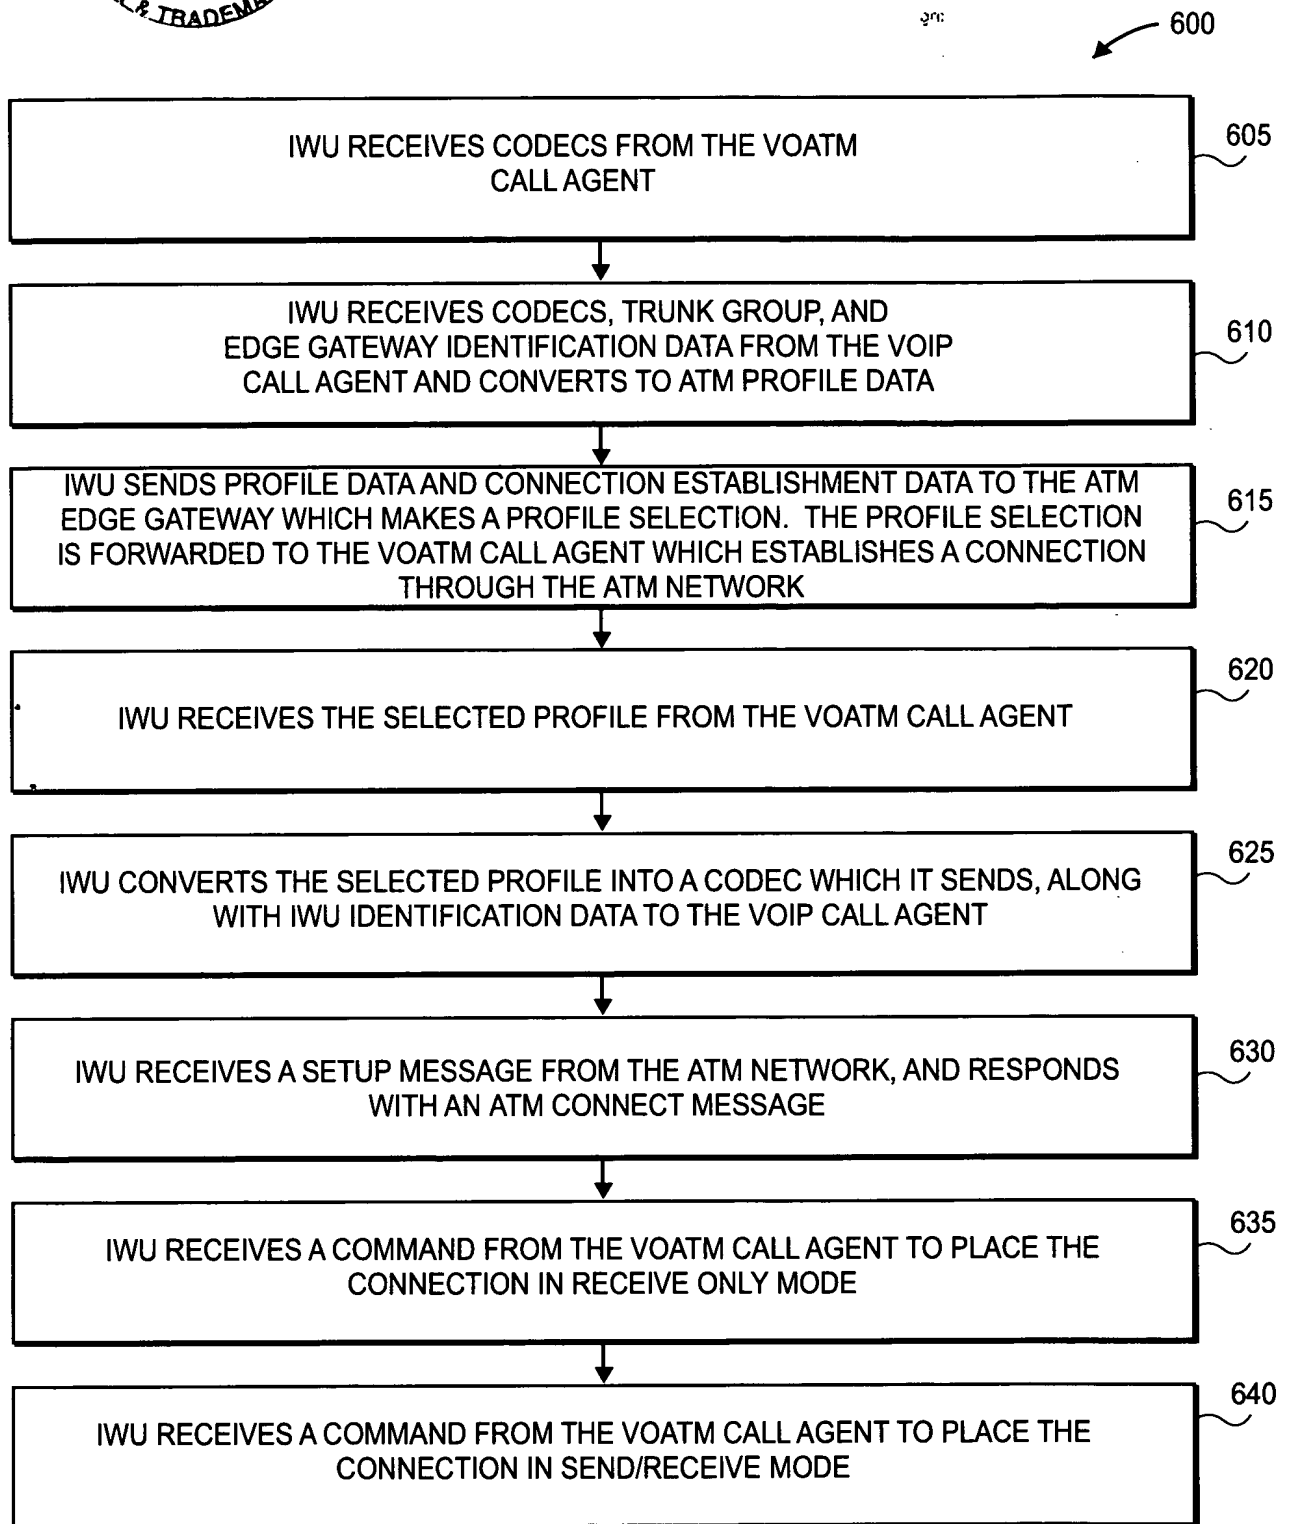 & TRADEMA
600
IWU RECEIVES CODECS FROM THE VOATM
CALL AGENT
605
IWU RECEIVES CODECS, TRUNK GROUP, AND
EDGE GATEWAY IDENTIFICATION DATA FROM THE VOIP
CALL AGENT AND CONVERTS TO ATM PROFILE DATA
610
IWU SENDS PROFILE DATA AND CONNECTION ESTABLISHMENT DATA TO THE ATM
EDGE GATEWAY WHICH MAKES A PROFILE SELECTION. THE PROFILE SELECTION
IS FORWARDED TO THE VOATM CALL AGENT WHICH ESTABLISHES A CONNECTION
THROUGH THE ATM NETWORK
615
IWU RECEIVES THE SELECTED PROFILE FROM THE VOATM CALL AGENT
620
IWU CONVERTS THE SELECTED PROFILE INTO A CODEC WHICH IT SENDS, ALONG
WITH IWU IDENTIFICATION DATA TO THE VOIP CALL AGENT
625
IWU RECEIVES A SETUP MESSAGE FROM THE ATM NETWORK, AND RESPONDS
WITH AN ATM CONNECT MESSAGE
630
IWU RECEIVES A COMMAND FROM THE VOATM CALL AGENT TO PLACE THE
CONNECTION IN RECEIVE ONLY MODE
635
IWU RECEIVES A COMMAND FROM THE VOATM CALL AGENT TO PLACE THE
CONNECTION IN SEND/RECEIVE MODE
640